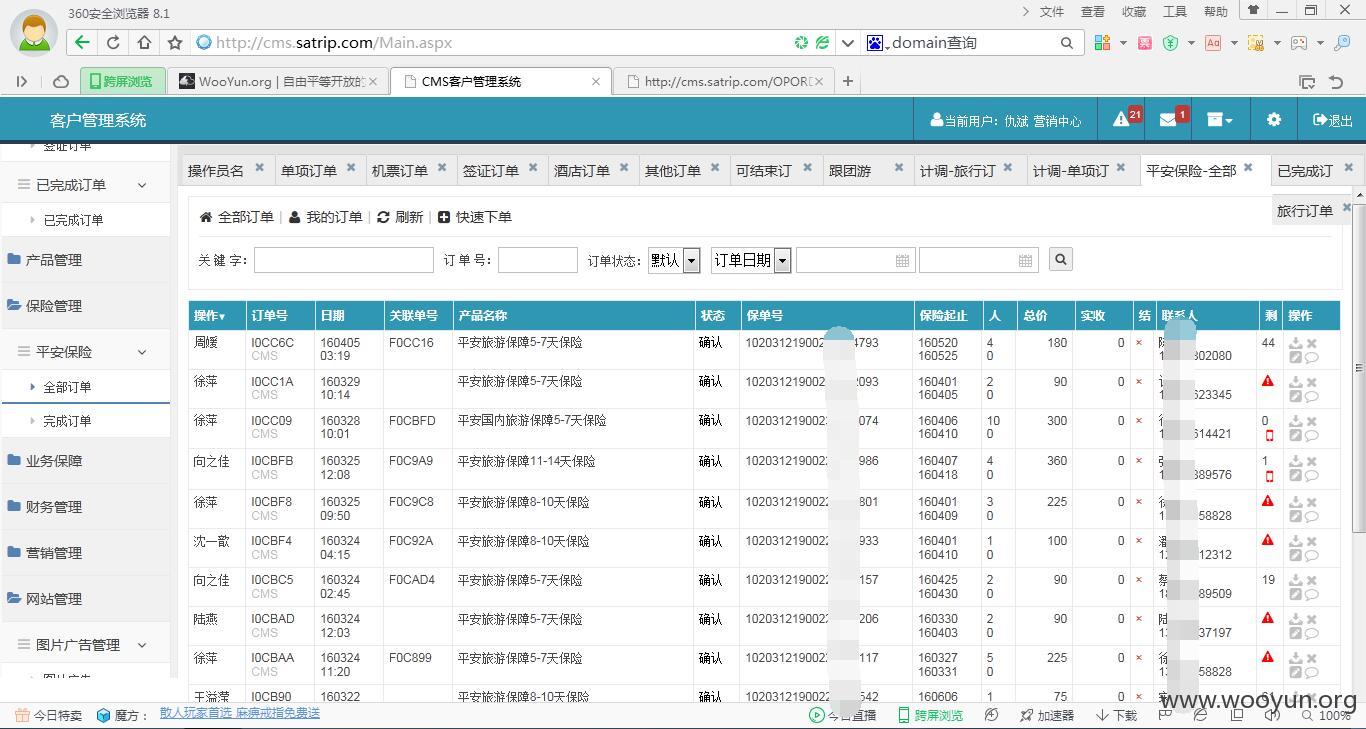 360安全浏览器 8.1
文件 查看 收藏 工具 帮助
http://cms.satrip.com/Main.aspx
domain查询
跨屏浏览 WooYun.org | 自由平等开放的 CMS客户管理系统 http://cms.satrip.com/OPORD
客户管理系统
当前用户: 仇斌 营销中心 21 1 退出
签证订单
已完成订单
已完成订单
产品管理
保险管理
平安保险
全部订单
完成订单
业务保障
财务管理
营销管理
网站管理
图片广告管理
操作员名 单项订单 机票订单 签证订单 酒店订单 其他订单 可结束订 跟团游 计调-旅行订 计调-单项订 平安保险-全部 已完成订
旅行订单
全部订单 | 我的订单 | 刷新 | 快速下单
关 键 字: 订 单 号: 订单状态: 默认 订单日期
操作▾ 订单号 日期 关联单号 产品名称 状态 保单号 保险起止 人 总价 实收 结 联系人 剩 操作
周媛 I0CC6C 160405 F0CC16 平安旅游保障5-7天保险 确认 10203121900 4793 160520 4 180 0 × 44
CMS 03:19 160525 0 802080
徐萍 I0CC1A 160329 平安旅游保障5-7天保险 确认 10203121900 2093 160401 2 90 0 ×
CMS 10:14 160405 0 623345
徐萍 I0CC09 160328 F0CBFD 平安国内旅游保障5-7天保险 确认 10203121900 074 160406 10 300 0 × 0
CMS 10:01 160410 0 614421
向之佳 I0CBFB 160325 F0C9A9 平安旅游保障11-14天保险 确认 10203121900 986 160407 4 360 0 × 1
CMS 12:08 160418 0 389576
徐萍 I0CBF8 160325 F0C9C8 平安旅游保障8-10天保险 确认 10203121900 801 160401 3 225 0 ×
CMS 09:50 160409 0 58828
沈一歆 I0CBF4 160324 F0C92A 平安旅游保障8-10天保险 确认 10203121900 933 160401 1 100 0 × 潘
CMS 04:15 160410 0 12312
向之佳 I0CBC5 160324 F0CAD4 平安旅游保障5-7天保险 确认 10203121900 157 160425 2 90 0 × 蔡 19
CMS 02:45 160430 0 89509
陆燕 I0CBAD 160324 平安旅游保障5-7天保险 确认 10203121900 206 160330 2 90 0 × 陆
CMS 12:03 160403 0 37197
徐萍 I0CBAA 160324 F0C899 平安旅游保障5-7天保险 确认 10203121900 117 160327 5 225 0 × 徐
CMS 11:20 160331 0 58828
王溢滢 I0CB90 160322 平安旅游保障8-10天保险 确认 10203121900 542 160606 1 75 0 ×
www.wooyun.org
今日特卖 魔方: 散人玩家首选 麻痹戒指免费送 今日直播 跨屏浏览 加速器 下载 100%